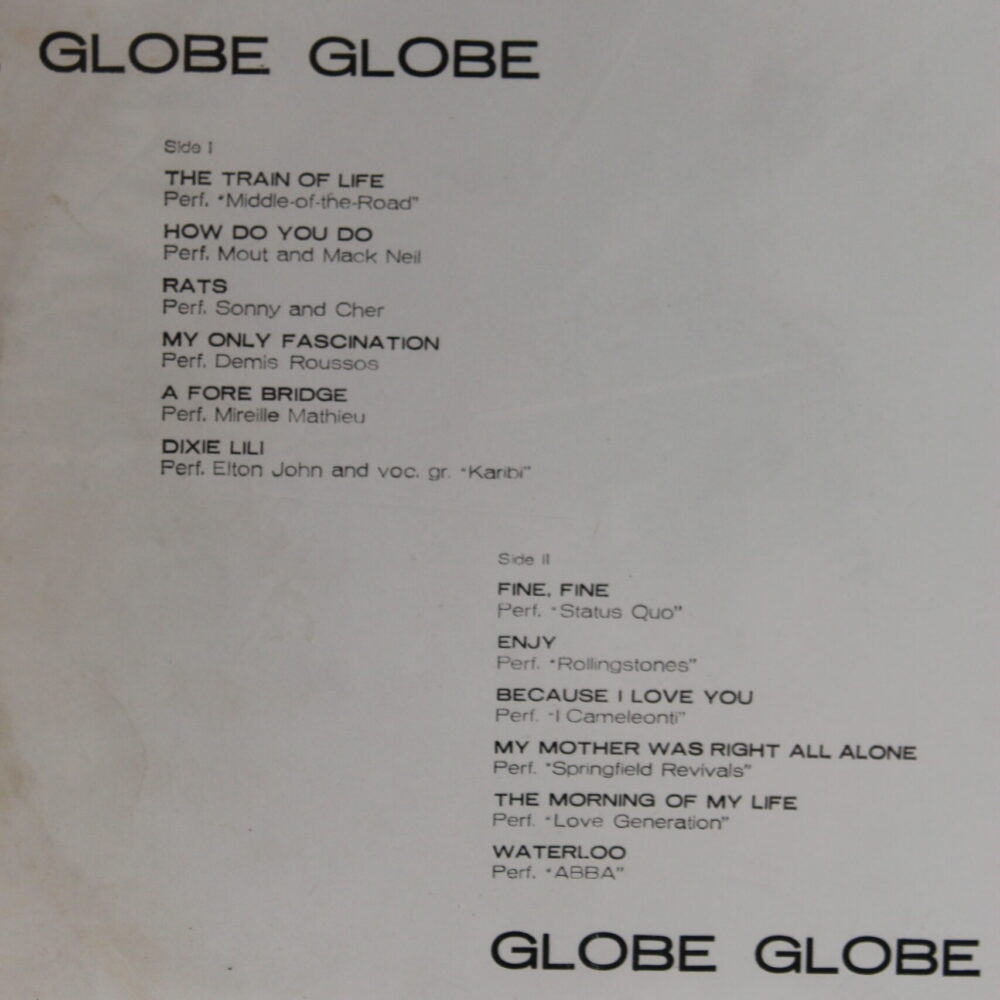 GLOBE GLOBE
Side I
THE TRAIN OF LIFE
Perf. "Middle-of-the-Road"
HOW DO YOU DO
Perf. Mout and Mack Neil
RATS
Perf. Sonny and Cher
MY ONLY FASCINATION
Perf. Demis Roussos
A FORE BRIDGE
Perf. Mireille Mathieu
DIXIE LILI
Perf. Elton John and voc. gr. "Karibi"
Side II
FINE, FINE
Perf. "Status Quo"
ENJY
Perf. "Rollingstones"
BECAUSE I LOVE YOU
Perf. "I Cameleonti"
MY MOTHER WAS RIGHT ALL ALONE
Perf. "Springfield Revivals"
THE MORNING OF MY LIFE
Perf. "Love Generation"
WATERLOO
Perf. "ABBA"
GLOBE GLOBE